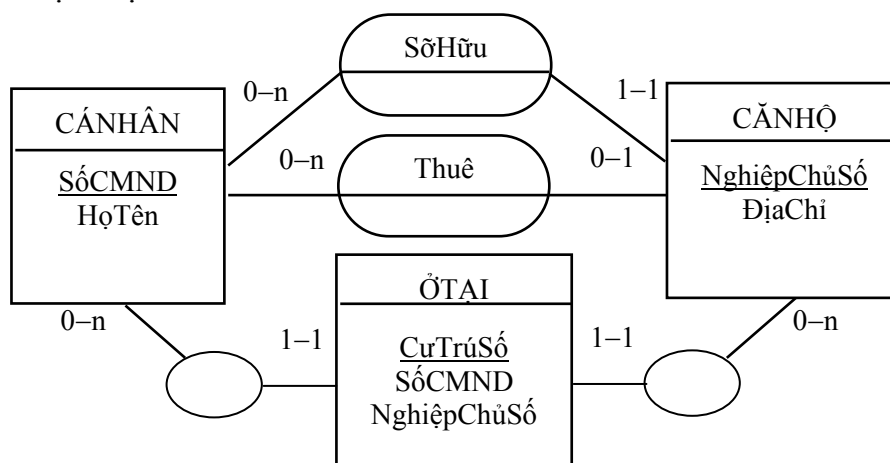 SỡHữu
0–n
1–1
CÁNHÂN
CĂNHỘ
0–n
Thuê
0–1
SốCMND
HọTên
NghiệpChủSố
ĐịaChỉ
ỞTẠI
0–n
0–n
1–1
CưTrúSố
1–1
SốCMND
NghiệpChủSố